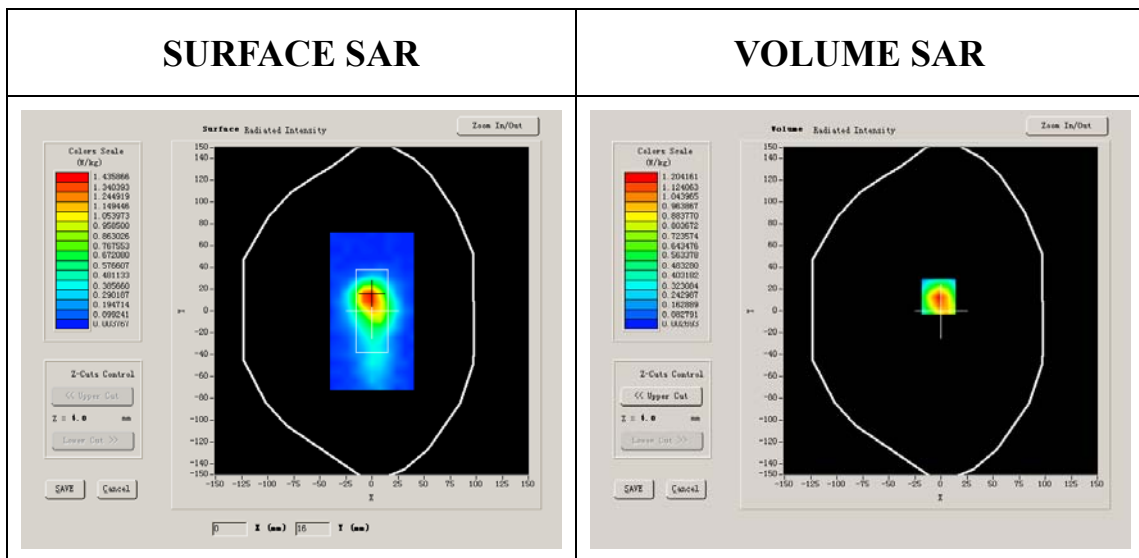 SURFACE SAR
VOLUME SAR
Surface Radiated Intensity
Zoom In/Out
Colors Scale
(W/kg)
1.435866
1.340393
1.244919
1.149446
1.053973
0.958500
0.863026
0.767553
0.672080
0.576607
0.481133
0.385660
0.290187
0.194714
0.099241
0.003767
150
140
120
100
80
60
40
20
0
-20
-40
-60
-80
-100
-120
-140
-150
Y
-150 -125 -100 -75 -50 -25 0 25 50 75 100 125 150
X
Z-Cuts Control
<< Upper Cut
Z = 4.0 mm
Lower Cut >>
SAVE
Cancel
0 X (mm) 16 Y (mm)
Volume Radiated Intensity
Zoom In/Out
Colors Scale
(W/kg)
1.204161
1.124063
1.043965
0.963867
0.883770
0.803672
0.723574
0.643476
0.563378
0.483280
0.403182
0.323084
0.242987
0.162889
0.082791
0.002693
150
140
120
100
80
60
40
20
0
-20
-40
-60
-80
-100
-120
-140
-150
Y
-150 -125 -100 -75 -50 -25 0 25 50 75 100 125 150
X
Z-Cuts Control
<< Upper Cut
Z = 4.0 mm
Lower Cut >>
SAVE
Cancel